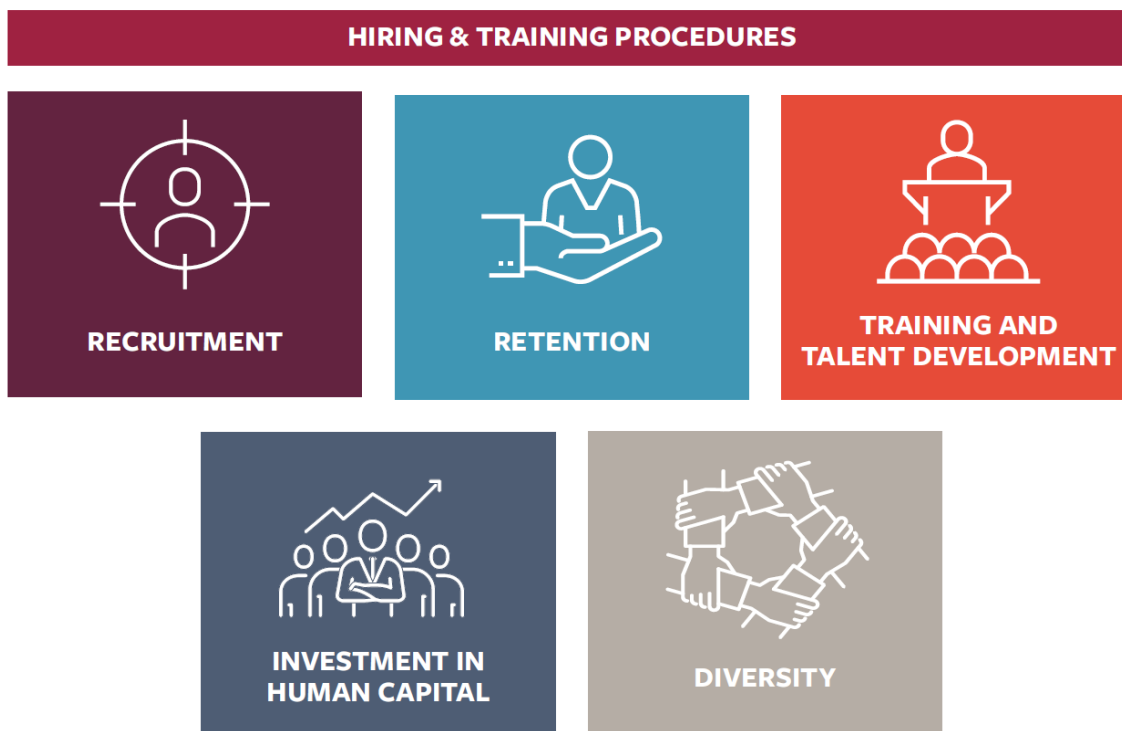 HIRING & TRAINING PROCEDURES
RECRUITMENT
RETENTION
TRAINING AND
TALENT DEVELOPMENT
INVESTMENT IN
HUMAN CAPITAL
DIVERSITY